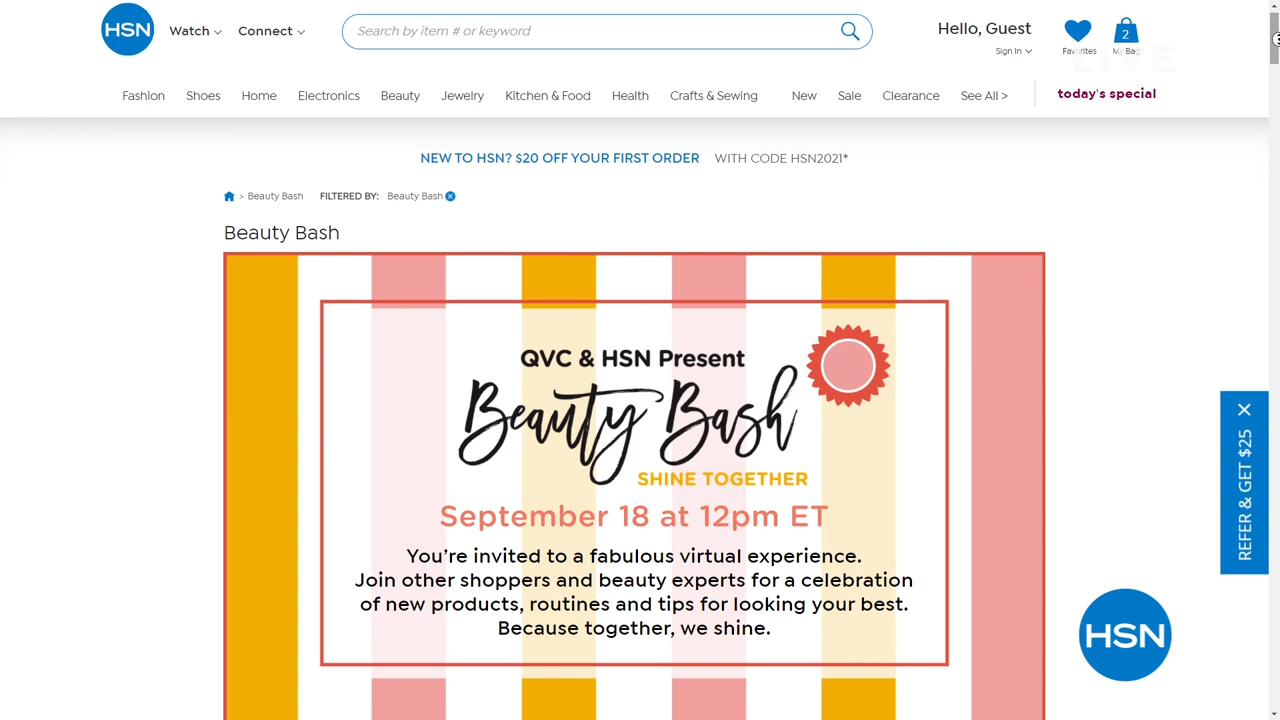 HSN
Watch
Connect
Search by item # or keyword
Hello, Guest
Sign In
Favorites
2
My Bag
LIVE
Fashion
Shoes
Home
Electronics
Beauty
Jewelry
Kitchen & Food
Health
Crafts & Sewing
New
Sale
Clearance
See All >
today's special
NEW TO HSN? $20 OFF YOUR FIRST ORDER WITH CODE HSN2021*
> Beauty Bash FILTERED BY: Beauty Bash
Beauty Bash
QVC & HSN Present
Beauty Bash
SHINE TOGETHER
September 18 at 12pm ET
You're invited to a fabulous virtual experience.
Join other shoppers and beauty experts for a celebration
of new products, routines and tips for looking your best.
Because together, we shine.
REFER & GET $25
HSN